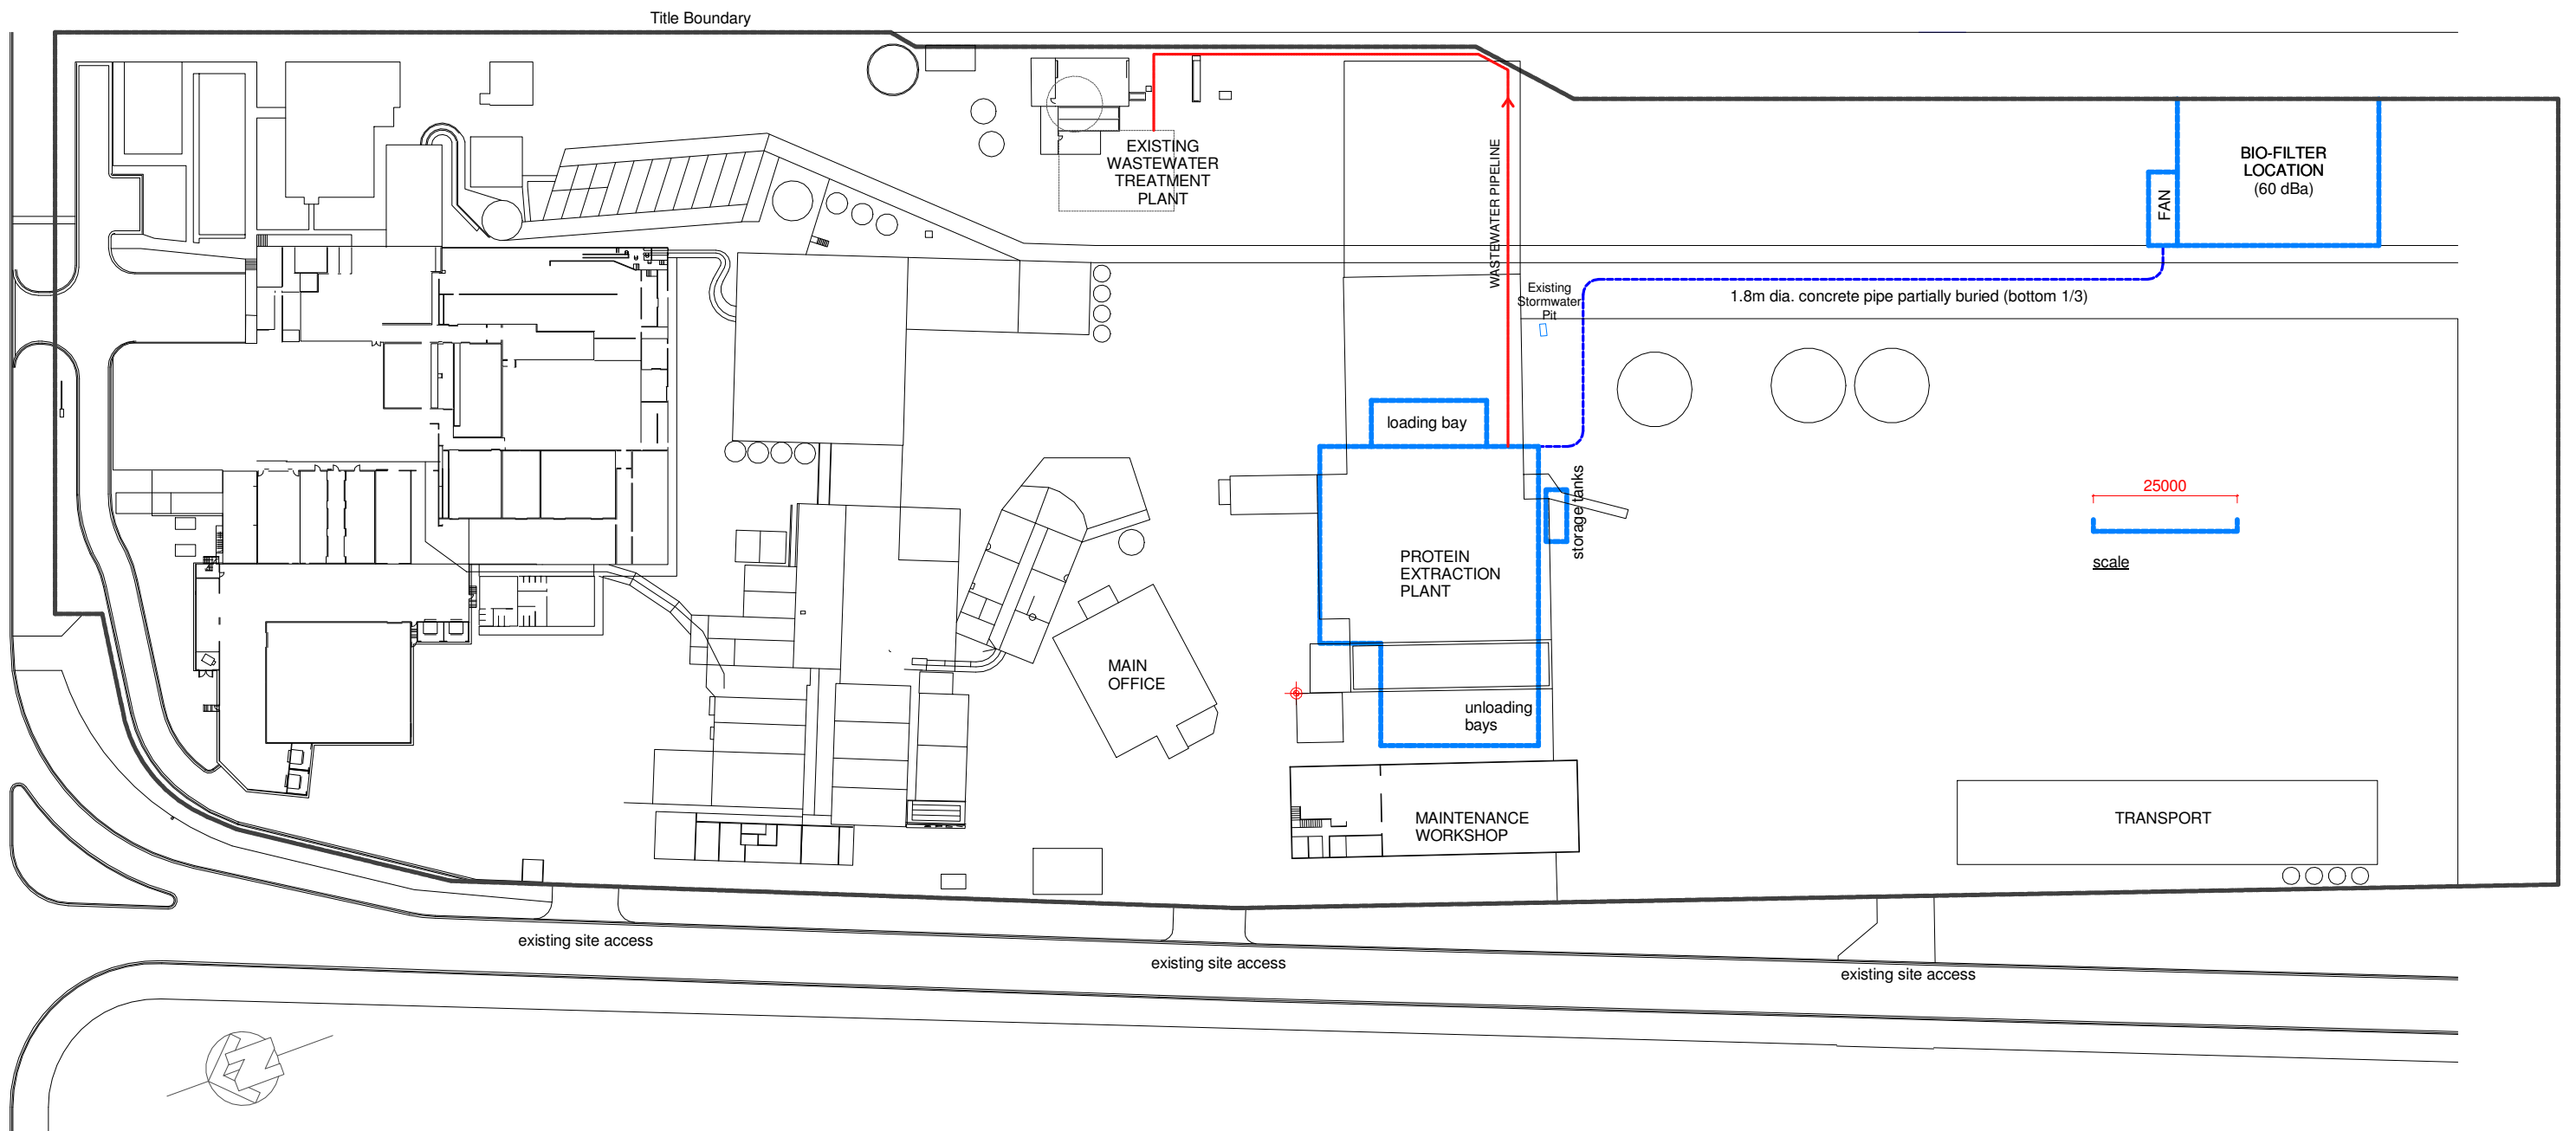 Title Boundary
EXISTING
WASTEWATER
TREATMENT
PLANT
WASTEWATER PIPELINE
BIO-FILTER
LOCATION
(60 dBa)
FAN
Existing
Stormwater
Pit
1.8m dia. concrete pipe partially buried (bottom 1/3)
loading bay
storage tanks
25000
scale
PROTEIN
EXTRACTION
PLANT
MAIN
OFFICE
unloading
bays
MAINTENANCE
WORKSHOP
TRANSPORT
existing site access
existing site access
existing site access
N